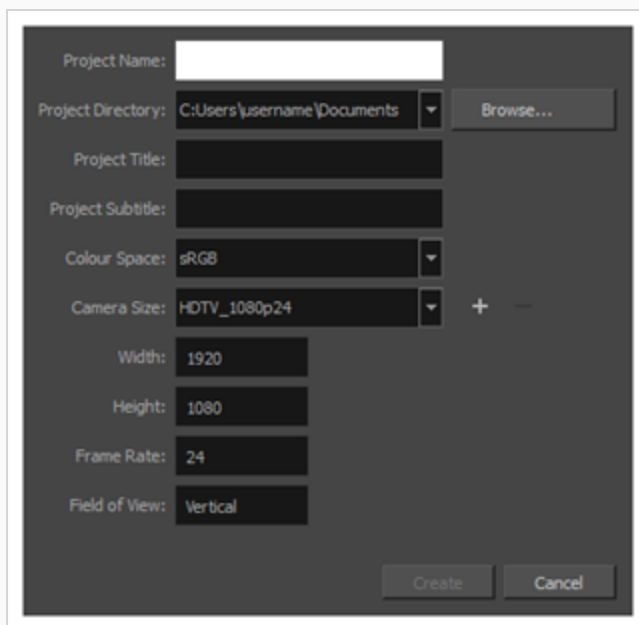 Project Name:
Project Directory: C:Users\username\Documents Browse...
Project Title:
Project Subtitle:
Colour Space: sRGB
Camera Size: HDTV_1080p24
Width: 1920
Height: 1080
Frame Rate: 24
Field of View: Vertical
Create Cancel